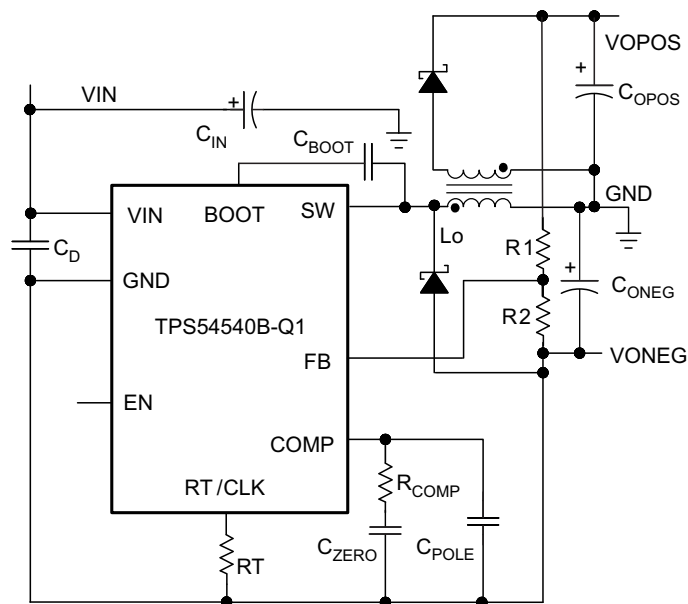 VOPOS
VIN
+
C_OPOS
+
C_IN
C_BOOT
GND
VIN
BOOT
SW
C_D
Lo
R1
+
GND
C_ONEG
TPS54540B-Q1
R2
FB
VONEG
EN
COMP
RT/CLK
R_COMP
C_ZERO
C_POLE
RT